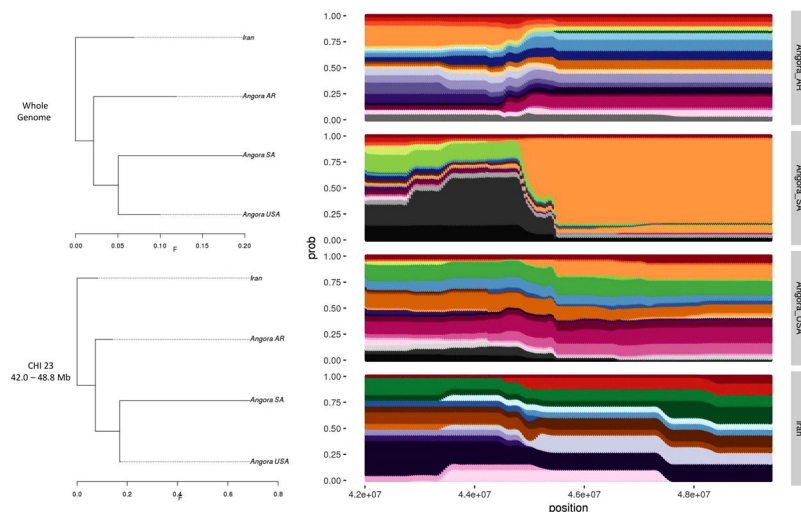 Whole
Genome
Iran
Angora AR
Angora SA
Angora USA
0.00
0.05
0.10
0.15
0.20
F
CHI 23
42.0 – 48.8 Mb
Iran
Angora AR
Angora SA
Angora USA
0.0
0.2
0.4
0.6
0.8
F
prob
1.00
0.75
0.50
0.25
0.00
Angora_AR
1.00
0.75
0.50
0.25
0.00
Angora_SA
1.00
0.75
0.50
0.25
0.00
Angora_USA
1.00
0.75
0.50
0.25
0.00
Iran
4.2e+07
4.4e+07
4.6e+07
4.8e+07
position